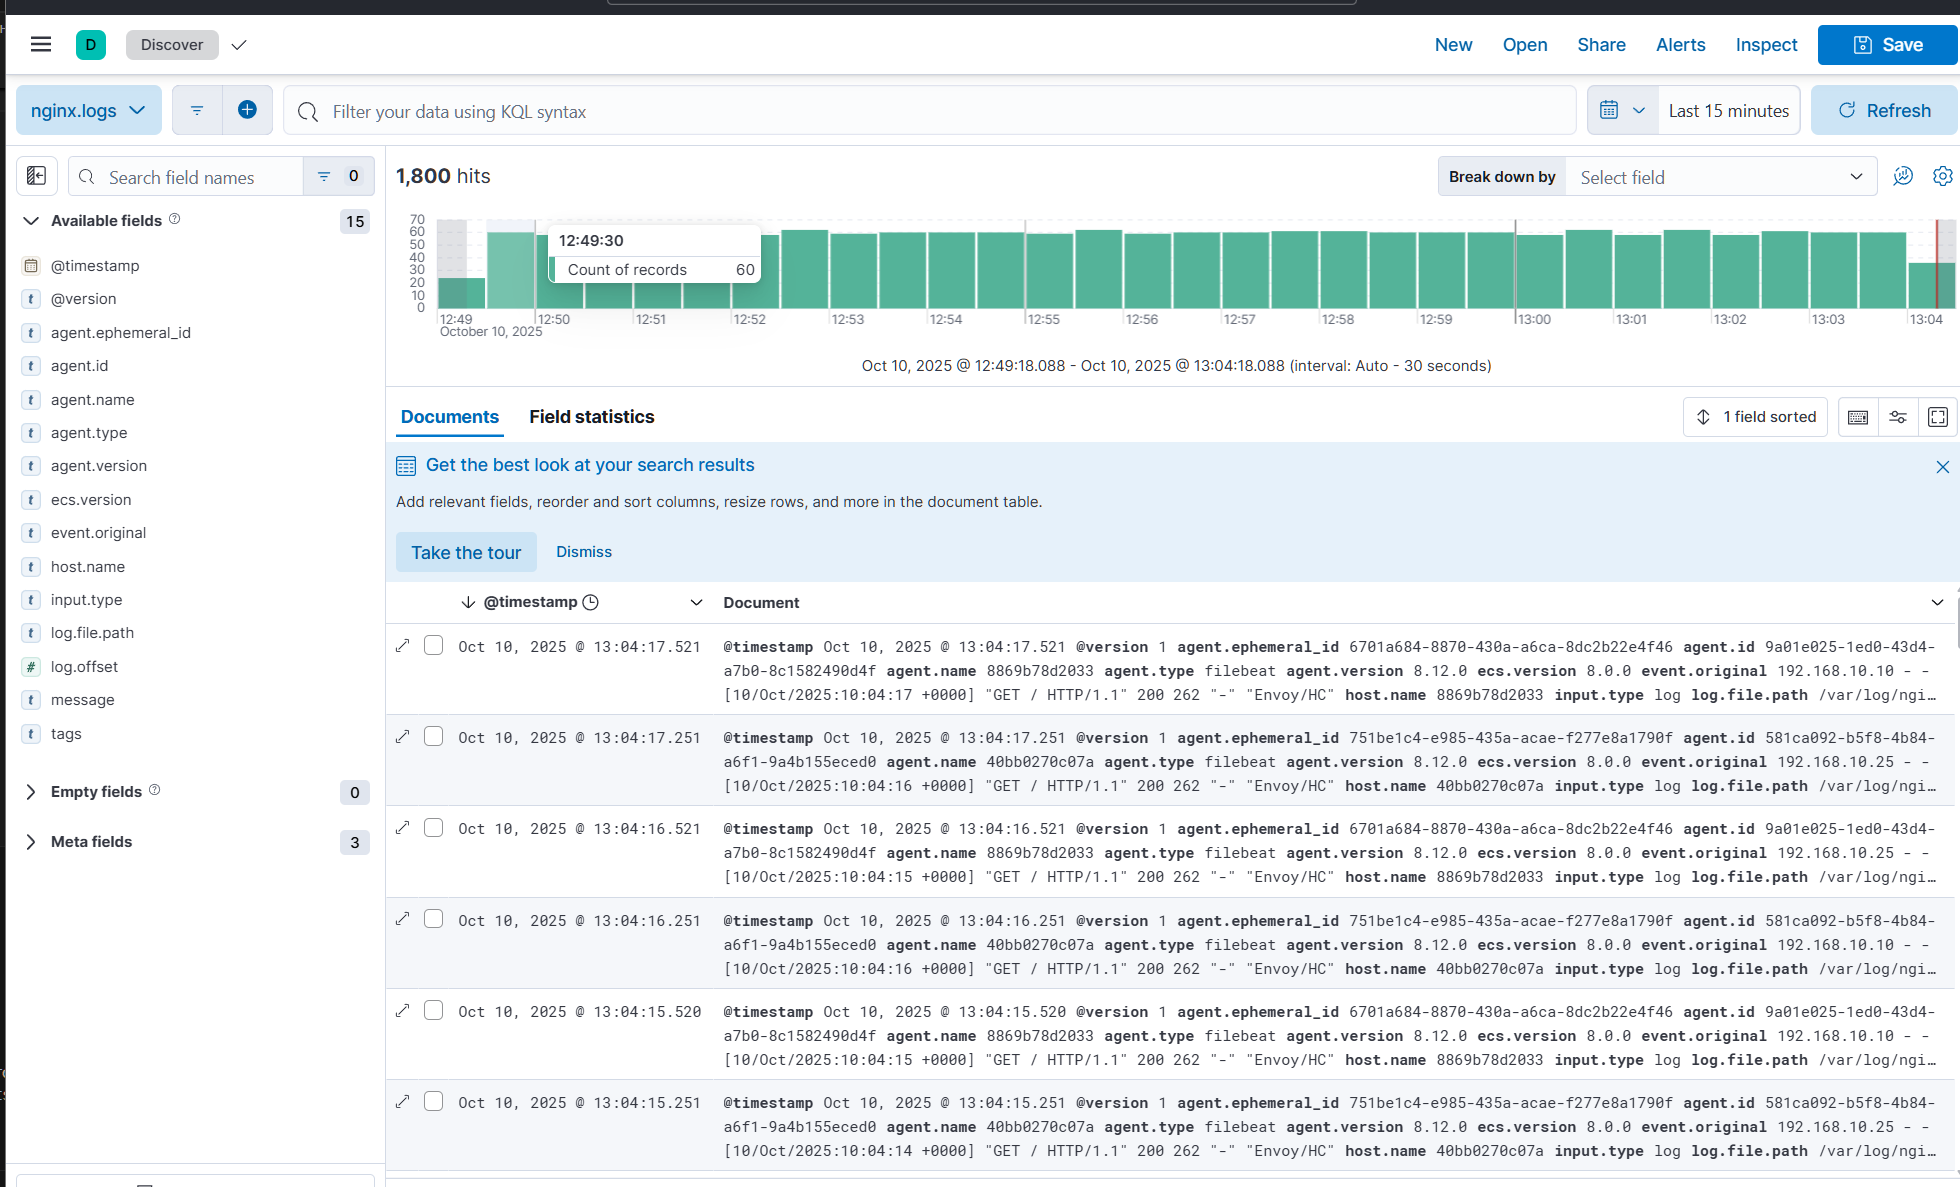 D
Discover
New
Open
Share
Alerts
Inspect
Save
nginx.logs
Filter your data using KQL syntax
Last 15 minutes
Refresh
Search field names
0
Available fields
15
@timestamp
t @version
t agent.ephemeral_id
t agent.id
t agent.name
t agent.type
t agent.version
t ecs.version
t event.original
t host.name
t input.type
t log.file.path
# log.offset
t message
t tags
Empty fields
0
Meta fields
3
1,800 hits
Break down by
Select field
70
60
50
40
30
20
10
0
12:49:30
Count of records 60
12:49 12:50 12:51 12:52 12:53 12:54 12:55 12:56 12:57 12:58 12:59 13:00 13:01 13:02 13:03 13:04
October 10, 2025
Oct 10, 2025 @ 12:49:18.088 - Oct 10, 2025 @ 13:04:18.088 (interval: Auto - 30 seconds)
Documents
Field statistics
1 field sorted
Get the best look at your search results
Add relevant fields, reorder and sort columns, resize rows, and more in the document table.
Take the tour
Dismiss
@timestamp
Document
Oct 10, 2025 @ 13:04:17.521
@timestamp Oct 10, 2025 @ 13:04:17.521 @version 1 agent.ephemeral_id 6701a684-8870-430a-a6ca-8dc2b22e4f46 agent.id 9a01e025-1ed0-43d4-
a7b0-8c1582490d4f agent.name 8869b78d2033 agent.type filebeat agent.version 8.12.0 ecs.version 8.0.0 event.original 192.168.10.10 - -
[10/Oct/2025:10:04:17 +0000] "GET / HTTP/1.1" 200 262 "-" "Envoy/HC" host.name 8869b78d2033 input.type log log.file.path /var/log/ngi…
Oct 10, 2025 @ 13:04:17.251
@timestamp Oct 10, 2025 @ 13:04:17.251 @version 1 agent.ephemeral_id 751be1c4-e985-435a-acae-f277e8a1790f agent.id 581ca092-b5f8-4b84-
a6f1-9a4b155eced0 agent.name 40bb0270c07a agent.type filebeat agent.version 8.12.0 ecs.version 8.0.0 event.original 192.168.10.25 - -
[10/Oct/2025:10:04:16 +0000] "GET / HTTP/1.1" 200 262 "-" "Envoy/HC" host.name 40bb0270c07a input.type log log.file.path /var/log/ngi…
Oct 10, 2025 @ 13:04:16.521
@timestamp Oct 10, 2025 @ 13:04:16.521 @version 1 agent.ephemeral_id 6701a684-8870-430a-a6ca-8dc2b22e4f46 agent.id 9a01e025-1ed0-43d4-
a7b0-8c1582490d4f agent.name 8869b78d2033 agent.type filebeat agent.version 8.12.0 ecs.version 8.0.0 event.original 192.168.10.25 - -
[10/Oct/2025:10:04:15 +0000] "GET / HTTP/1.1" 200 262 "-" "Envoy/HC" host.name 8869b78d2033 input.type log log.file.path /var/log/ngi…
Oct 10, 2025 @ 13:04:16.251
@timestamp Oct 10, 2025 @ 13:04:16.251 @version 1 agent.ephemeral_id 751be1c4-e985-435a-acae-f277e8a1790f agent.id 581ca092-b5f8-4b84-
a6f1-9a4b155eced0 agent.name 40bb0270c07a agent.type filebeat agent.version 8.12.0 ecs.version 8.0.0 event.original 192.168.10.10 - -
[10/Oct/2025:10:04:16 +0000] "GET / HTTP/1.1" 200 262 "-" "Envoy/HC" host.name 40bb0270c07a input.type log log.file.path /var/log/ngi…
Oct 10, 2025 @ 13:04:15.520
@timestamp Oct 10, 2025 @ 13:04:15.520 @version 1 agent.ephemeral_id 6701a684-8870-430a-a6ca-8dc2b22e4f46 agent.id 9a01e025-1ed0-43d4-
a7b0-8c1582490d4f agent.name 8869b78d2033 agent.type filebeat agent.version 8.12.0 ecs.version 8.0.0 event.original 192.168.10.10 - -
[10/Oct/2025:10:04:15 +0000] "GET / HTTP/1.1" 200 262 "-" "Envoy/HC" host.name 8869b78d2033 input.type log log.file.path /var/log/ngi…
Oct 10, 2025 @ 13:04:15.251
@timestamp Oct 10, 2025 @ 13:04:15.251 @version 1 agent.ephemeral_id 751be1c4-e985-435a-acae-f277e8a1790f agent.id 581ca092-b5f8-4b84-
a6f1-9a4b155eced0 agent.name 40bb0270c07a agent.type filebeat agent.version 8.12.0 ecs.version 8.0.0 event.original 192.168.10.25 - -
[10/Oct/2025:10:04:14 +0000] "GET / HTTP/1.1" 200 262 "-" "Envoy/HC" host.name 40bb0270c07a input.type log log.file.path /var/log/ngi…